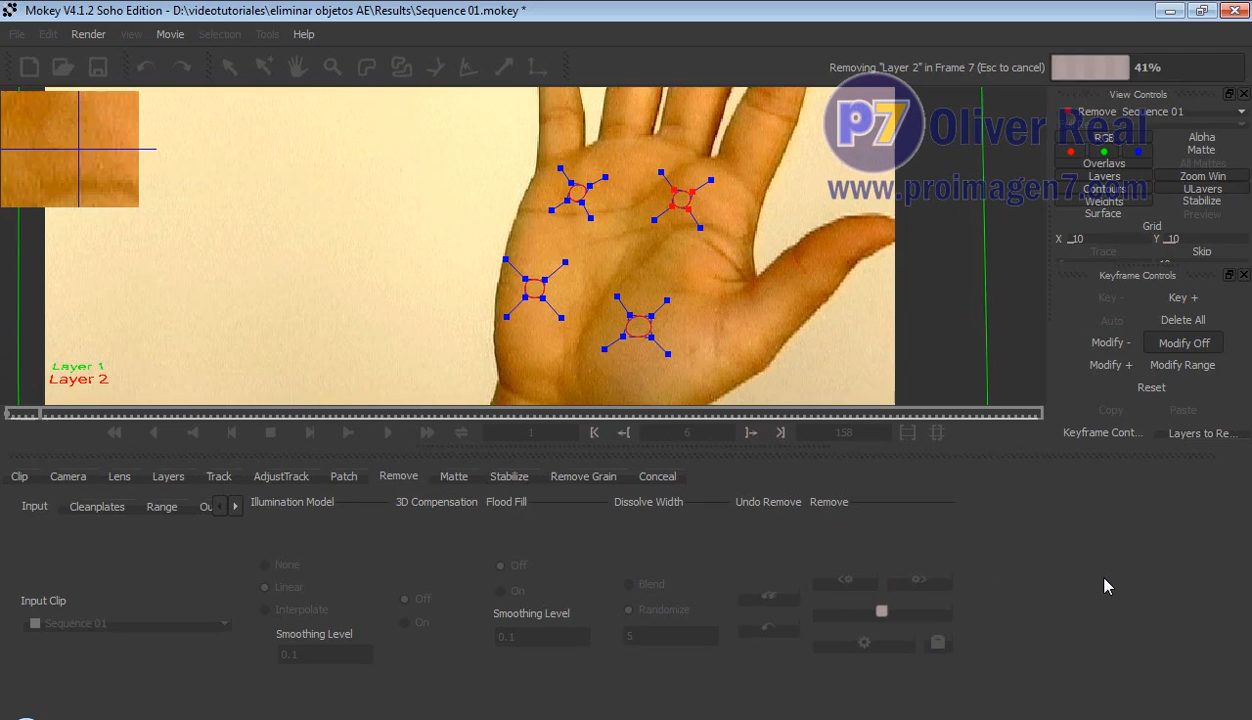 Mokey V4.1.2 Soho Edition - D:\videotutoriales\eliminar objetos AE\Results\Sequence 01.mokey *
File Edit Render View Movie Selection Tools Help
Removing "Layer 2" in Frame 7 (Esc to cancel) 41%
p7 Oliver Real
www.proimagen7.com
View Controls
Remove Sequence 01
RGB Alpha
Matte
Overlays All Mattes
Layers Zoom Win
Contours ULayers
Weights Stabilize
Surface Preview
Grid
X 10 Y 10
Trace Skip
Keyframe Controls
Key - Key +
Auto Delete All
Modify - Modify Off
Modify + Modify Range
Reset
Copy Paste
Keyframe Cont... Layers to Re...
Layer 1
Layer 2
1 6 158
Clip Camera Lens Layers Track AdjustTrack Patch Remove Matte Stabilize Remove Grain Conceal
Input Cleanplates Range Illumination Model 3D Compensation Flood Fill Dissolve Width Undo Remove Remove
None Off Blend
Linear Off On
Input Clip Interpolate On Randomize
Sequence 01 Smoothing Level Smoothing Level
0.1 0.1 5